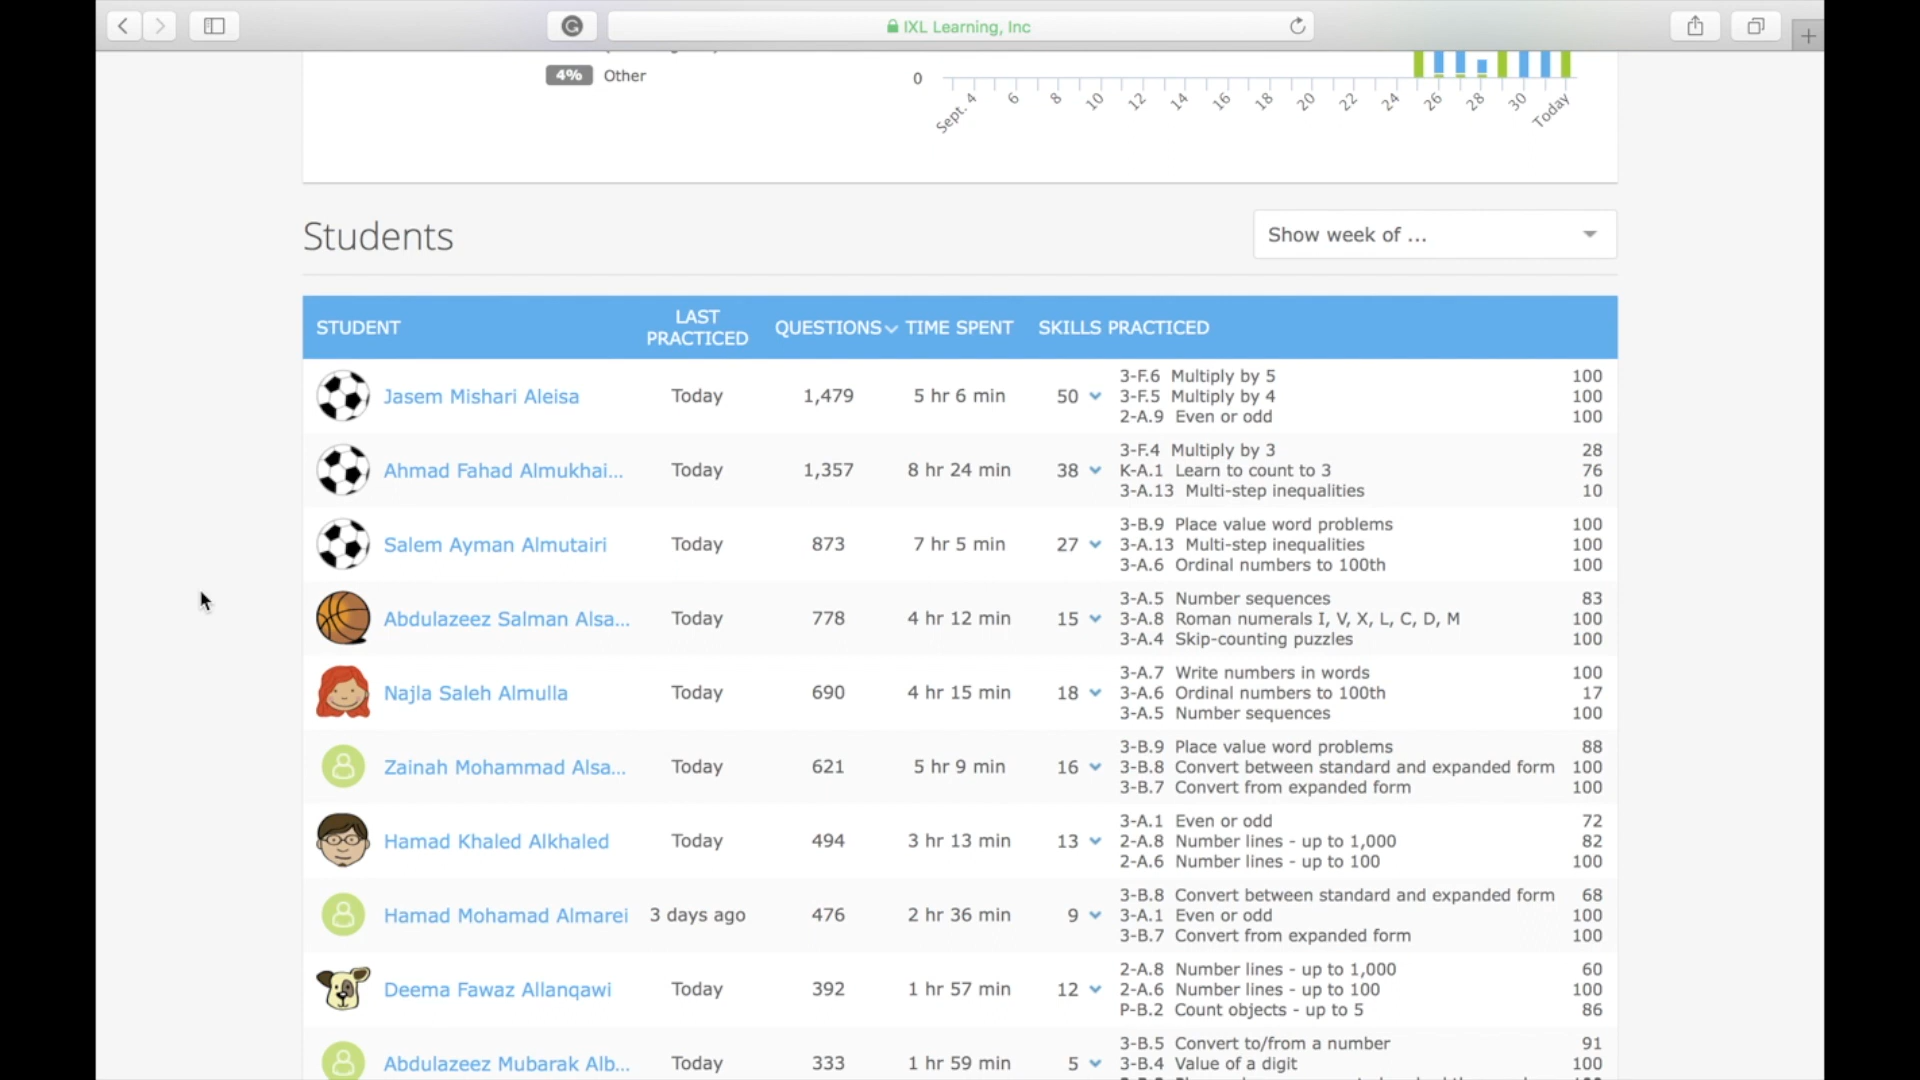 IXL Learning, Inc
4% Other
0
Sept. 4 6 8 10 12 14 16 18 20 22 24 26 28 30 Today
Students
Show week of ...
STUDENT LAST PRACTICED QUESTIONS TIME SPENT SKILLS PRACTICED
Jasem Mishari Aleisa Today 1,479 5 hr 6 min 50
3-F.6 Multiply by 5 100
3-F.5 Multiply by 4 100
2-A.9 Even or odd 100
Ahmad Fahad Almukhai... Today 1,357 8 hr 24 min 38
3-F.4 Multiply by 3 28
K-A.1 Learn to count to 3 76
3-A.13 Multi-step inequalities 10
Salem Ayman Almutairi Today 873 7 hr 5 min 27
3-B.9 Place value word problems 100
3-A.13 Multi-step inequalities 100
3-A.6 Ordinal numbers to 100th 100
Abdulazeez Salman Alsa... Today 778 4 hr 12 min 15
3-A.5 Number sequences 83
3-A.8 Roman numerals I, V, X, L, C, D, M 100
3-A.4 Skip-counting puzzles 100
Najla Saleh Almulla Today 690 4 hr 15 min 18
3-A.7 Write numbers in words 100
3-A.6 Ordinal numbers to 100th 17
3-A.5 Number sequences 100
Zainah Mohammad Alsa... Today 621 5 hr 9 min 16
3-B.9 Place value word problems 88
3-B.8 Convert between standard and expanded form 100
3-B.7 Convert from expanded form 100
Hamad Khaled Alkhaled Today 494 3 hr 13 min 13
3-A.1 Even or odd 72
2-A.8 Number lines - up to 1,000 82
2-A.6 Number lines - up to 100 100
Hamad Mohamad Almarei 3 days ago 476 2 hr 36 min 9
3-B.8 Convert between standard and expanded form 68
3-A.1 Even or odd 100
3-B.7 Convert from expanded form 100
Deema Fawaz Allanqawi Today 392 1 hr 57 min 12
2-A.8 Number lines - up to 1,000 60
2-A.6 Number lines - up to 100 100
P-B.2 Count objects - up to 5 86
Abdulazeez Mubarak Alb... Today 333 1 hr 59 min 5
3-B.5 Convert to/from a number 91
3-B.4 Value of a digit 100